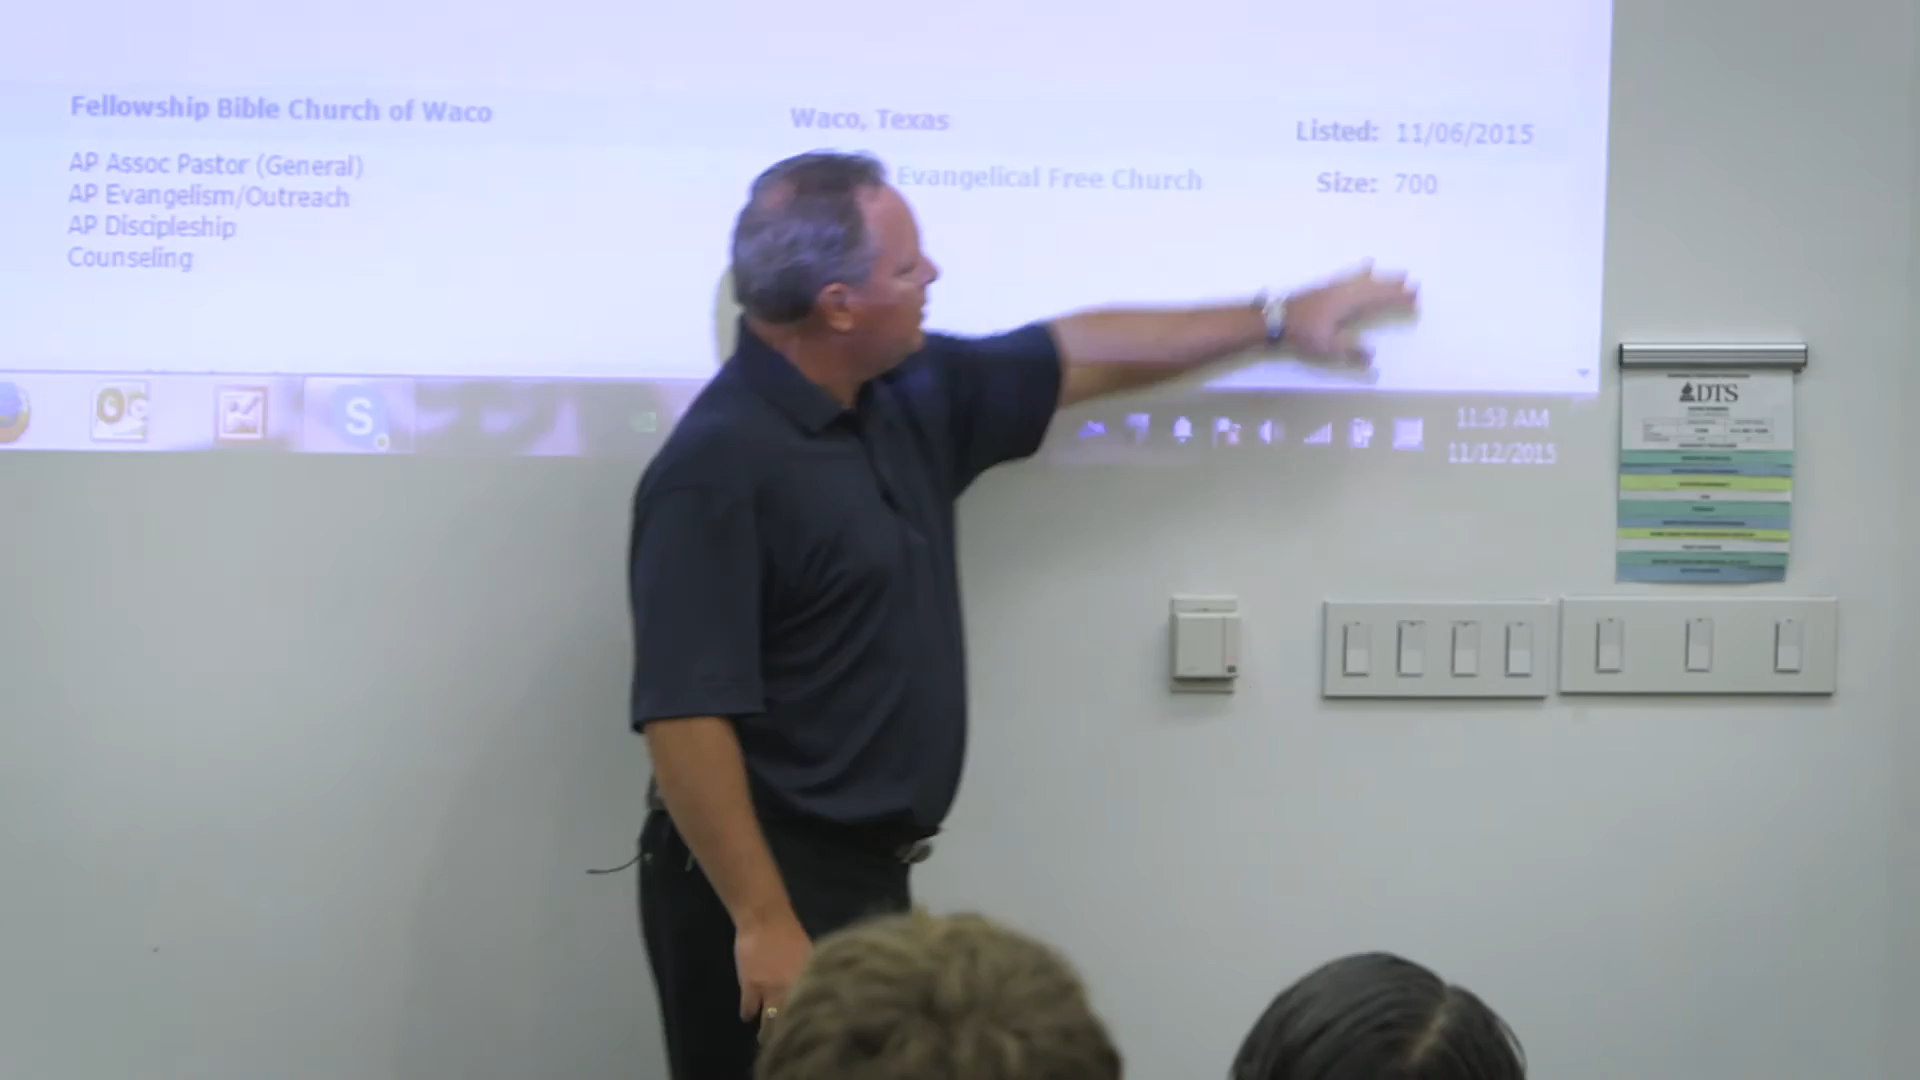 Fellowship Bible Church of Waco
Waco, Texas
Listed: 11/06/2015
AP Assoc Pastor (General)
Evangelical Free Church
Size: 700
AP Evangelism/Outreach
AP Discipleship
Counseling
S
11:53 AM
11/12/2015
DTS